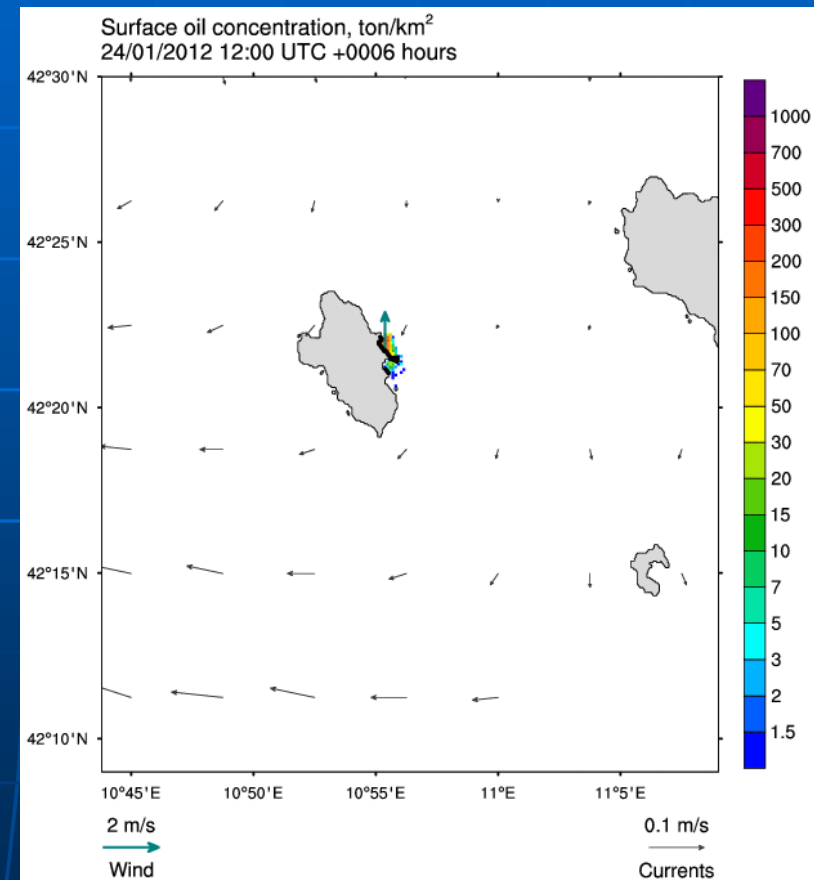 Surface oil concentration, ton/km²
24/01/2012 12:00 UTC +0006 hours
42°30'N
42°25'N
42°20'N
42°15'N
42°10'N
10°45'E 10°50'E 10°55'E 11°E 11°5'E
1000
700
500
300
200
150
100
70
50
30
20
15
10
7
5
3
2
1.5
2 m/s
Wind
0.1 m/s
Currents